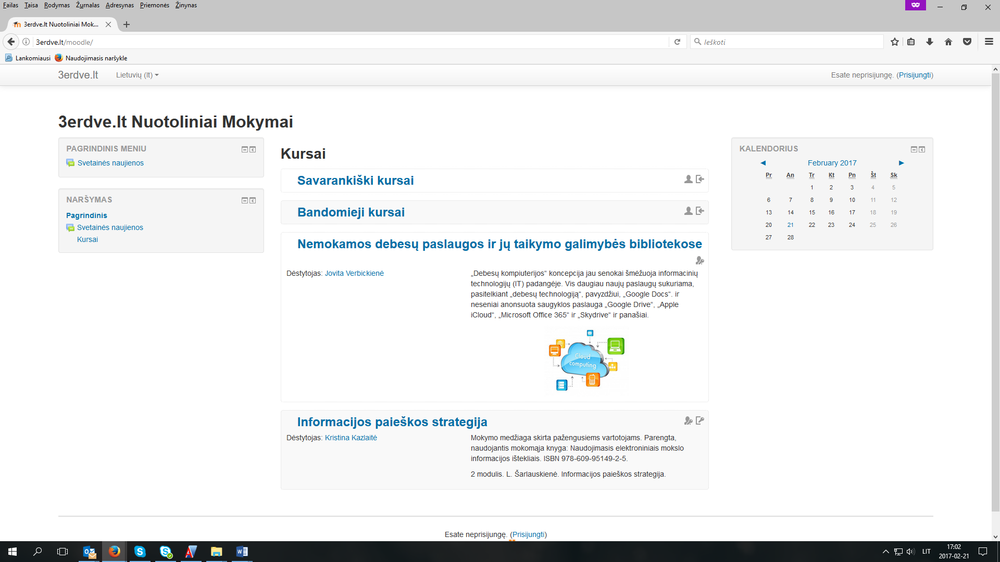 Failas Taisa Rodymas Žurnalas Adresynas Priemonės Žinynas
3erdve.lt Nuotoliniai Mok...
3erdve.lt/moodle/
Ieškoti
Lankomiausi Naudojimasis naršykle
3erdve.lt Lietuvių (lt) Esate neprisijungę. (Prisijungti)
3erdve.lt Nuotoliniai Mokymai
PAGRINDINIS MENIU
Svetainės naujienos
NARŠYMAS
Pagrindinis
Svetainės naujienos
Kursai
Kursai
Savarankiški kursai
Bandomieji kursai
Nemokamos debesų paslaugos ir jų taikymo galimybės bibliotekose
Dėstytojas: Jovita Verbickienė
„Debesų kompiuterijos“ koncepcija jau senokai šmėžuoja informacinių
technologijų (IT) padangėje. Vis daugiau naujų paslaugų sukuriama,
pasitelkiant „debesų technologiją“, pavyzdžiui, „Google Docs“. ir
neseniai anonsuota saugyklos paslauga „Google Drive“, „Apple
iCloud“, „Microsoft Office 365“ ir „Skydrive“ ir panašiai.
Cloud
computing
Informacijos paieškos strategija
Dėstytojas: Kristina Kazlaitė
Mokymo medžiaga skirta pažengusiems vartotojams. Parengta,
naudojantis mokomąja knyga: Naudojimasis elektroniniais mokslo
informacijos ištekliais. ISBN 978-609-95149-2-5.
2 modulis. L. Šarlauskienė. Informacijos paieškos strategija.
KALENDORIUS
◄ February 2017 ►
Pr An Tr Kt Pn Št Sk
1 2 3 4 5
6 7 8 9 10 11 12
13 14 15 16 17 18 19
20 21 22 23 24 25 26
27 28
Esate neprisijungę. (Prisijungti)
LIT
17:02
2017-02-21